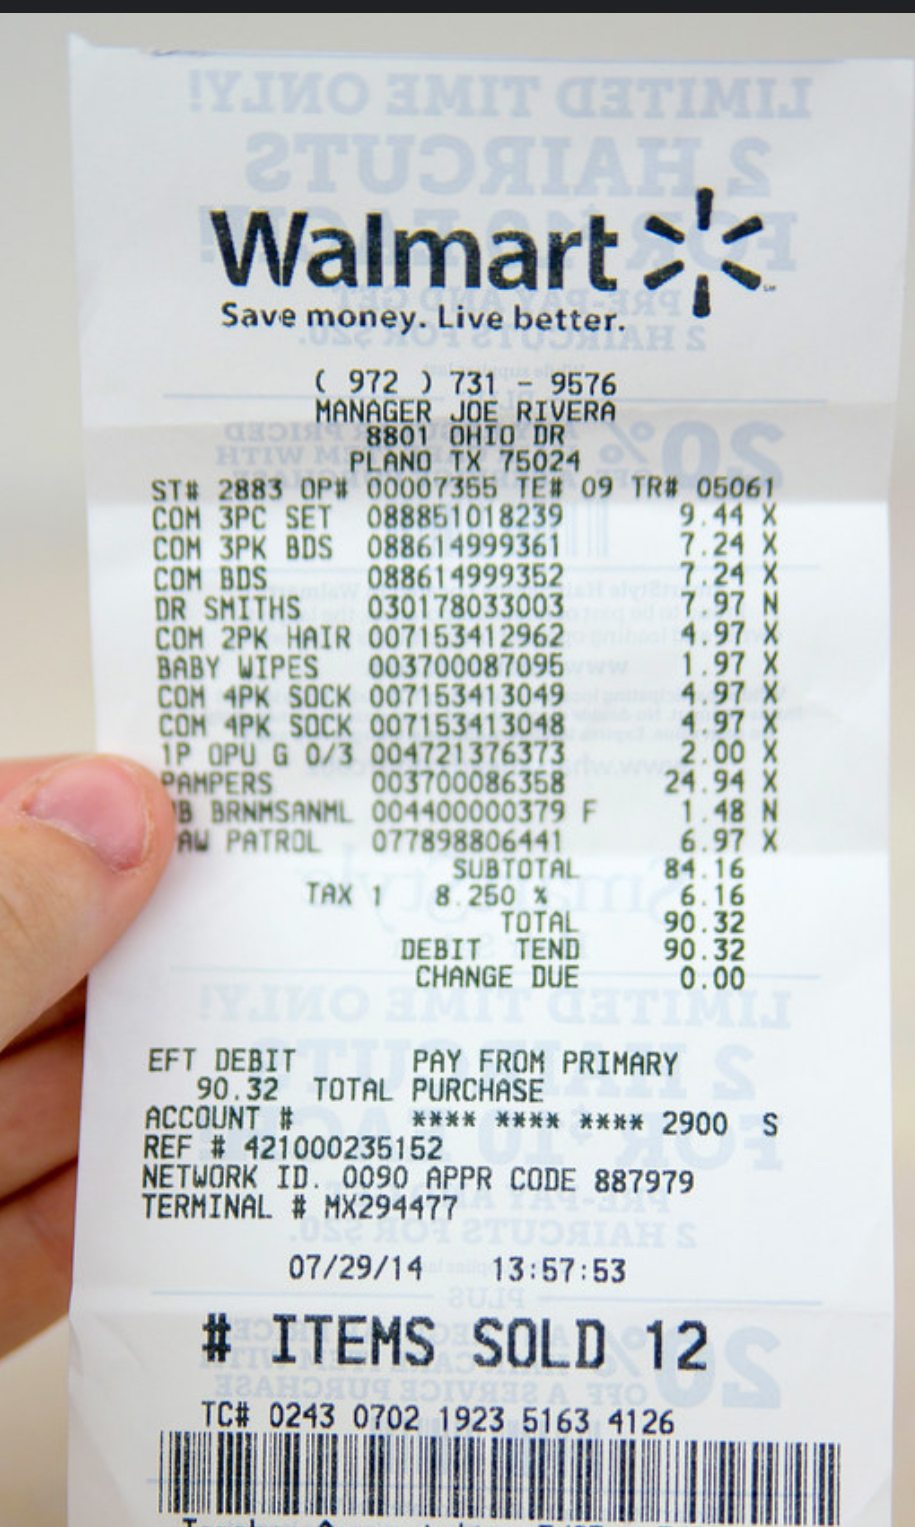 Walmart
Save money. Live better.
( 972 ) 731 - 9576
MANAGER JOE RIVERA
8801 OHIO DR
PLANO TX 75024
ST# 2883 OP# 00007355 TE# 09 TR# 05061
COM 3PC SET 088851018239 9.44 X
COM 3PK BDS 088614999361 7.24 X
COM BDS 088614999352 7.24 X
DR SMITHS 030178033003 7.97 N
COM 2PK HAIR 007153412962 4.97 X
BABY WIPES 003700087095 1.97 X
COM 4PK SOCK 007153413049 4.97 X
COM 4PK SOCK 007153413048 4.97 X
1P OPU G 0/3 004721376373 2.00 X
PAMPERS 003700086358 24.94 X
B BRNMSANML 004400000379 F 1.48 N
AW PATROL 077898806441 6.97 X
SUBTOTAL 84.16
TAX 1 8.250 % 6.16
TOTAL 90.32
DEBIT TEND 90.32
CHANGE DUE 0.00
EFT DEBIT PAY FROM PRIMARY
90.32 TOTAL PURCHASE
ACCOUNT # **** **** **** 2900 S
REF # 421000235152
NETWORK ID. 0090 APPR CODE 887979
TERMINAL # MX294477
07/29/14 13:57:53
# ITEMS SOLD 12
TC# 0243 0702 1923 5163 4126